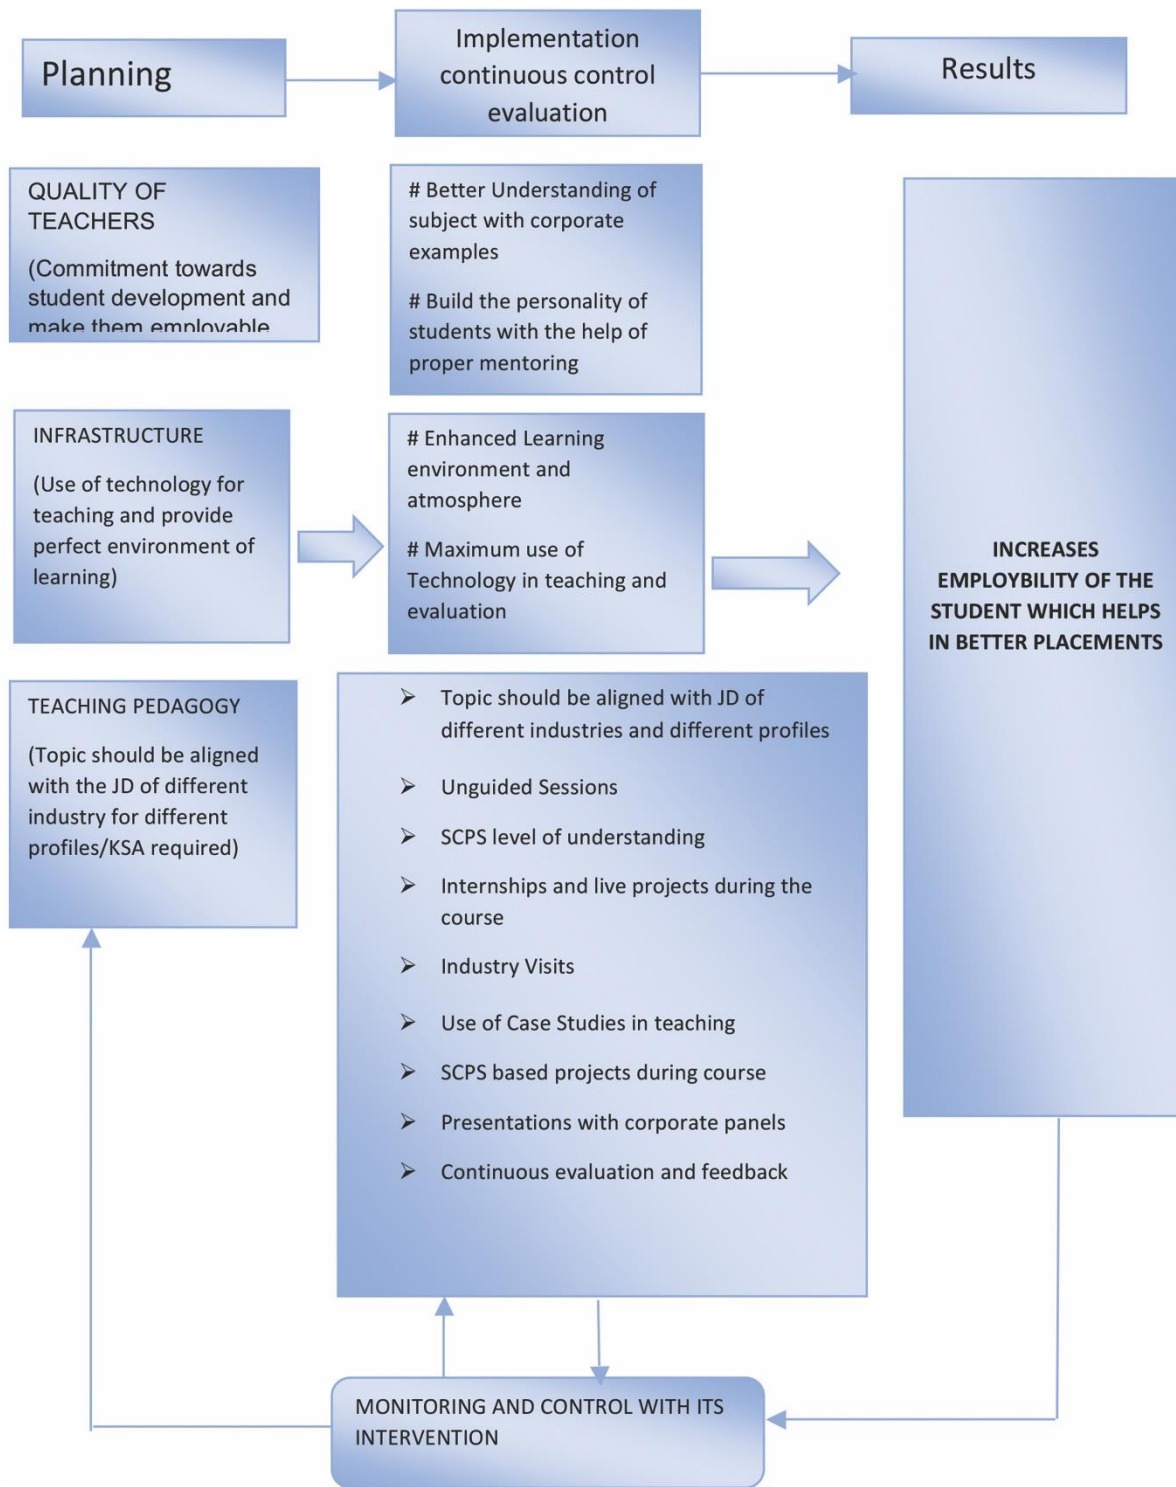 Planning
Implementation
continuous control
evaluation
Results
QUALITY OF
TEACHERS
(Commitment towards
student development and
make them employable
# Better Understanding of
subject with corporate
examples
# Build the personality of
students with the help of
proper mentoring
INFRASTRUCTURE
(Use of technology for
teaching and provide
perfect environment of
learning)
# Enhanced Learning
environment and
atmosphere
# Maximum use of
Technology in teaching and
evaluation
INCREASES
EMPLOYBILITY OF THE
STUDENT WHICH HELPS
IN BETTER PLACEMENTS
TEACHING PEDAGOGY
(Topic should be aligned
with the JD of different
industry for different
profiles/KSA required)
➢ Topic should be aligned with JD of
different industries and different profiles
➢ Unguided Sessions
➢ SCPS level of understanding
➢ Internships and live projects during the
course
➢ Industry Visits
➢ Use of Case Studies in teaching
➢ SCPS based projects during course
➢ Presentations with corporate panels
➢ Continuous evaluation and feedback
MONITORING AND CONTROL WITH ITS
INTERVENTION